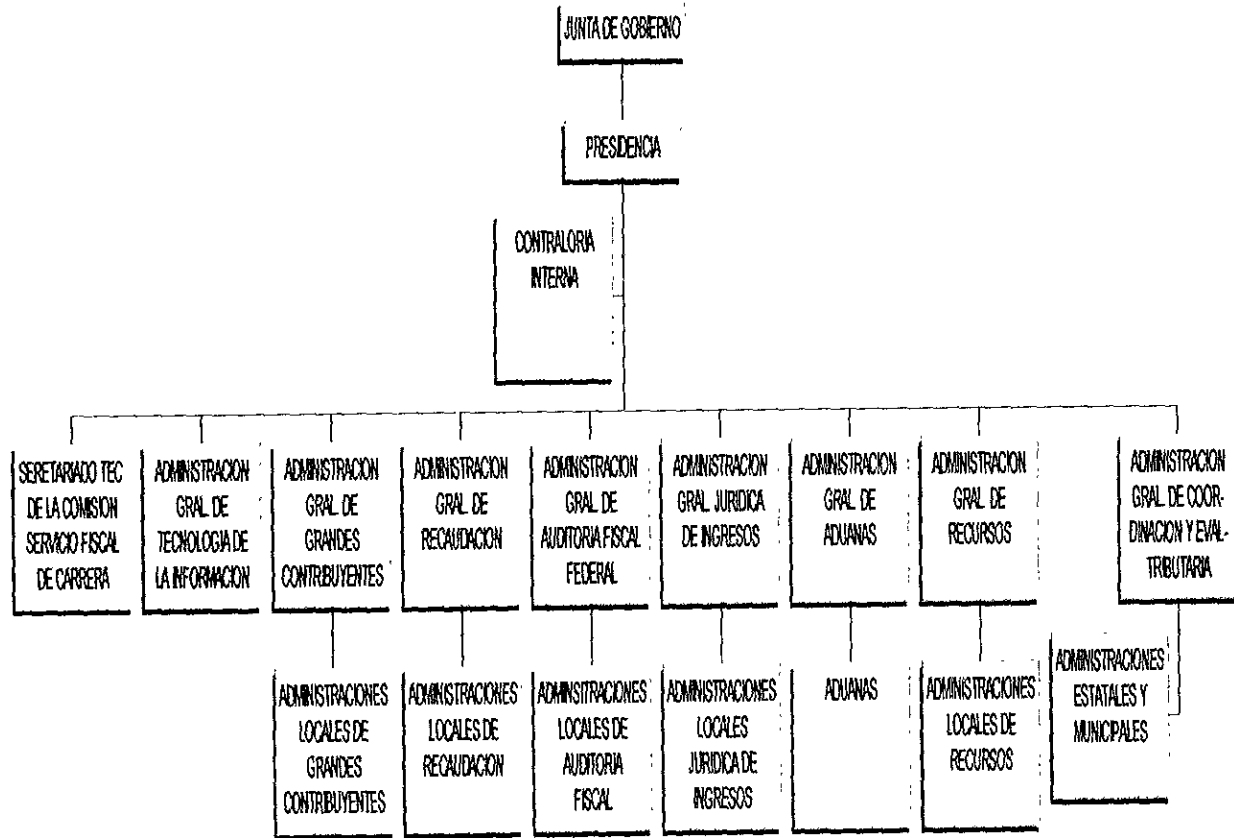 JUNTA DE GOBIERNO
PRESIDENCIA
CONTRALORIA
INTERNA
SERETARIADO TEC
DE LA COMISION
SERVICIO FISCAL
DE CARRERA
ADMINISTRACION
GRAL. DE
TECNOLOGIA DE
LA INFORMACION
ADMINISTRACION
GRAL. DE
GRANDES
CONTRIBUYENTES
ADMINISTRACION
GRAL. DE
RECAUDACION
ADMINISTRACION
GRAL. DE
AUDITORIA FISCAL
FEDERAL
ADMINISTRACION
GRAL. JURIDICA
DE INGRESOS
ADMINISTRACION
GRAL. DE
ADUANAS
ADMINISTRACION
GRAL. DE
RECURSOS
ADMINISTRACION
GRAL. DE COOR-
DINACION Y EVAL-
TRIBUTARIA
ADMINISTRACIONES
LOCALES DE
GRANDES
CONTRIBUYENTES
ADMINISTRACIONES
LOCALES DE
RECAUDACION
ADMINSITRACIONES
LOCALES DE
AUDITORIA
FISCAL
ADMINISTRACIONES
LOCALES
JURIDICA DE
INGRESOS
ADUANAS
ADMINISTRACIONES
LOCALES DE
RECURSOS
ADMINISTRACIONES
ESTATALES Y
MUNICIPALES